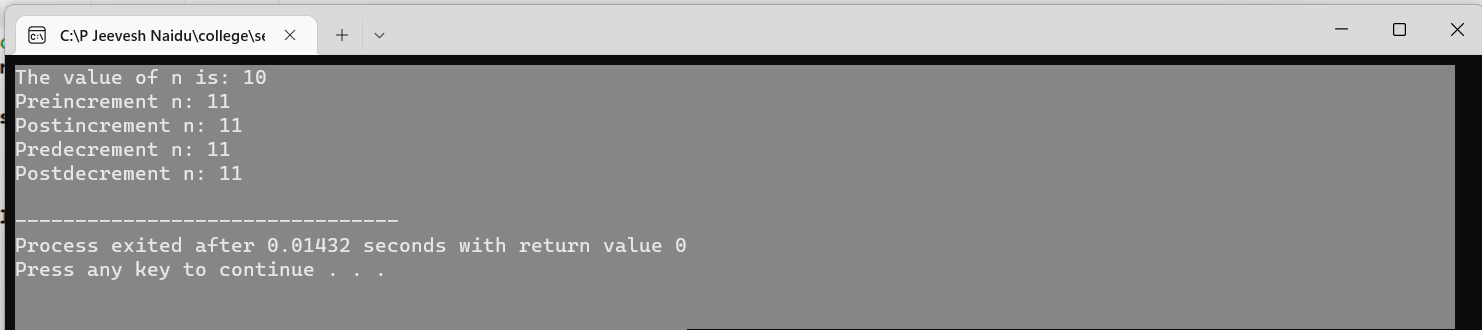 C:\P Jeevesh Naidu\college\se
The value of n is: 10
Preincrement n: 11
Postincrement n: 11
Predecrement n: 11
Postdecrement n: 11
--------------------------------
Process exited after 0.01432 seconds with return value 0
Press any key to continue . . .